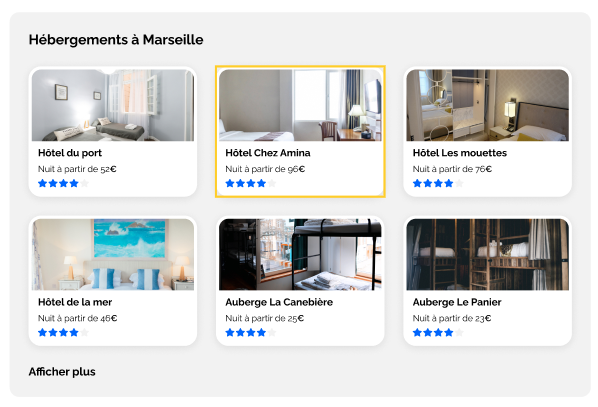 Hébergements à Marseille
Hôtel du port
Nuit à partir de 52€
Hôtel Chez Amina
Nuit à partir de 96€
Hôtel Les mouettes
Nuit à partir de 76€
Hôtel de la mer
Nuit à partir de 46€
Auberge La Canebière
Nuit à partir de 25€
Auberge Le Panier
Nuit à partir de 23€
Afficher plus